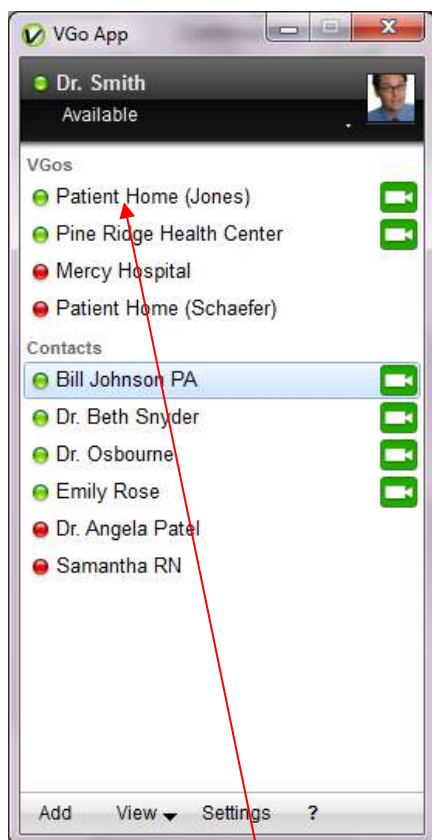 VGo App
Dr. Smith
Available
VGos
Patient Home (Jones)
Pine Ridge Health Center
Mercy Hospital
Patient Home (Schaefer)
Contacts
Bill Johnson PA
Dr. Beth Snyder
Dr. Osbourne
Emily Rose
Dr. Angela Patel
Samantha RN
Add View Settings ?